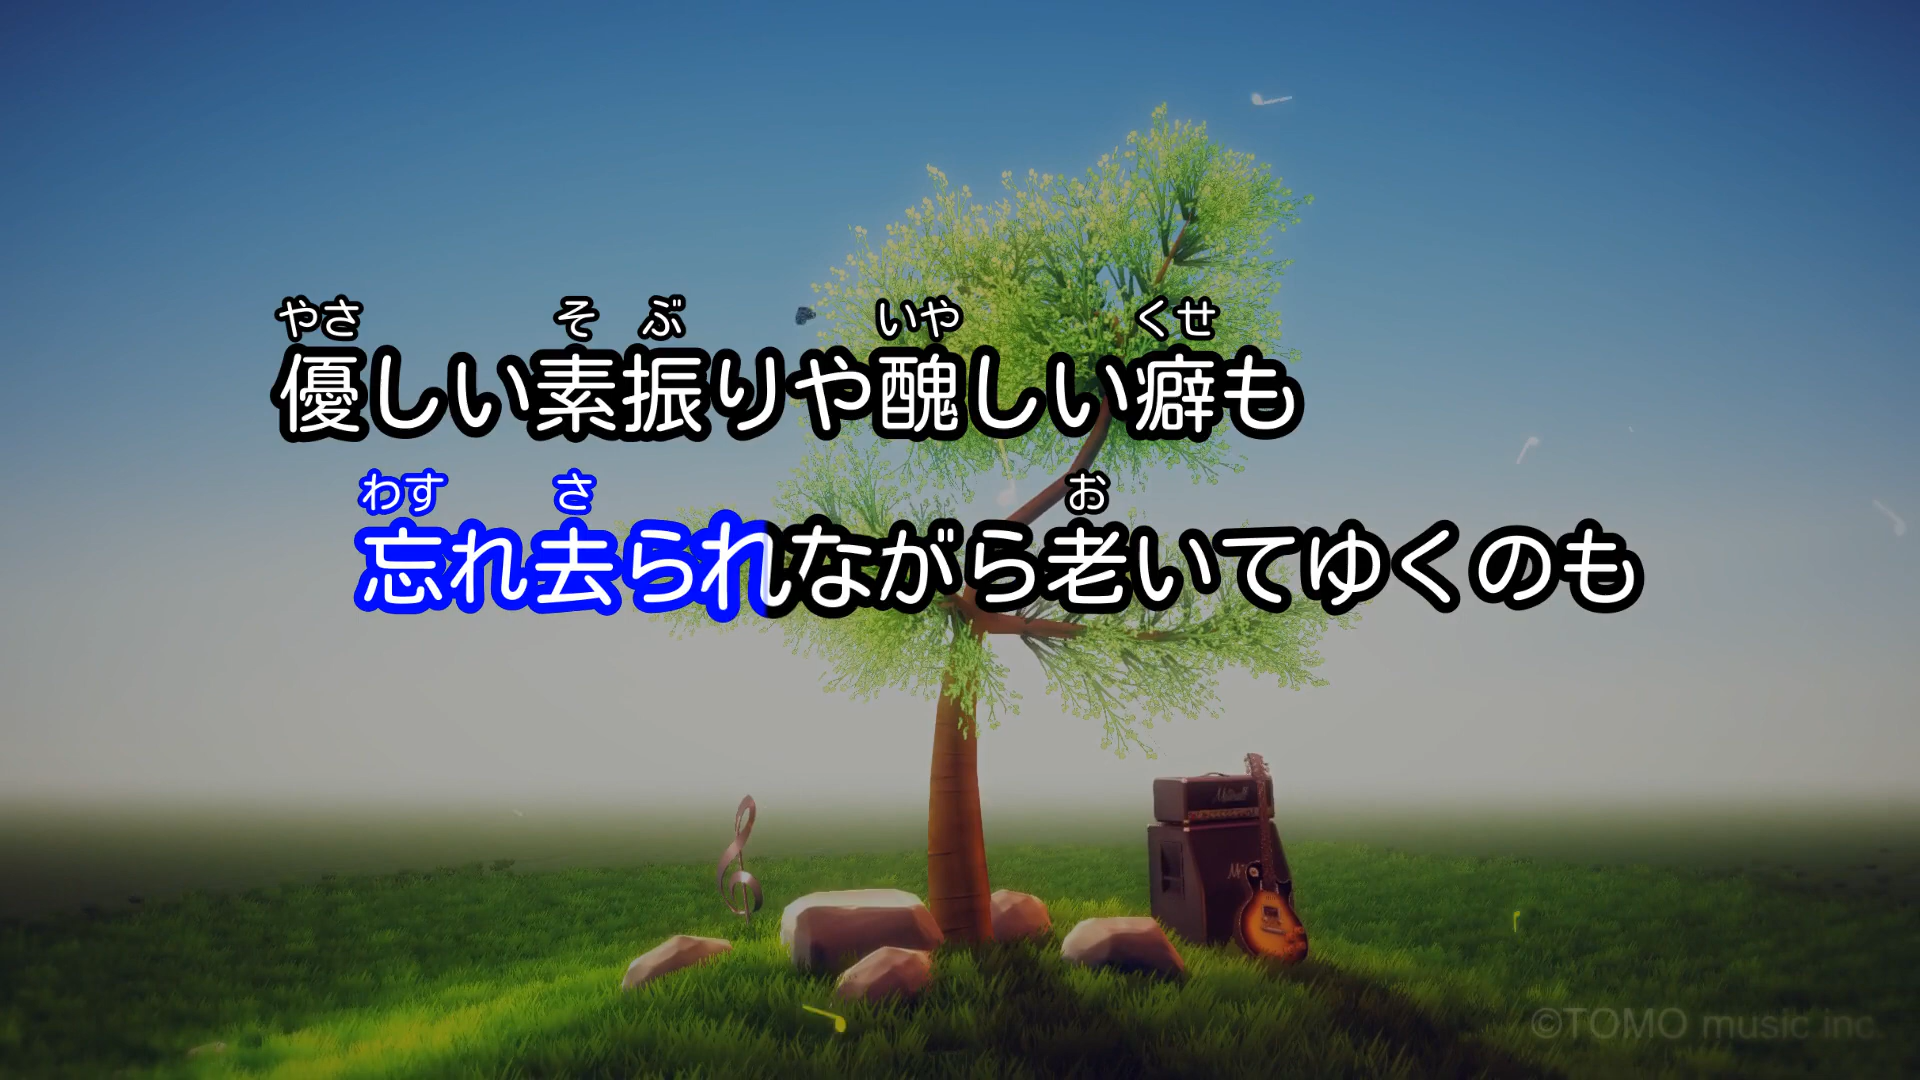 やさ そ ぶ いや くせ
優しい素振りや醜しい癖も
わす さ お
忘れ去られながら老いてゆくのも
Marshall
©TOMO music inc.